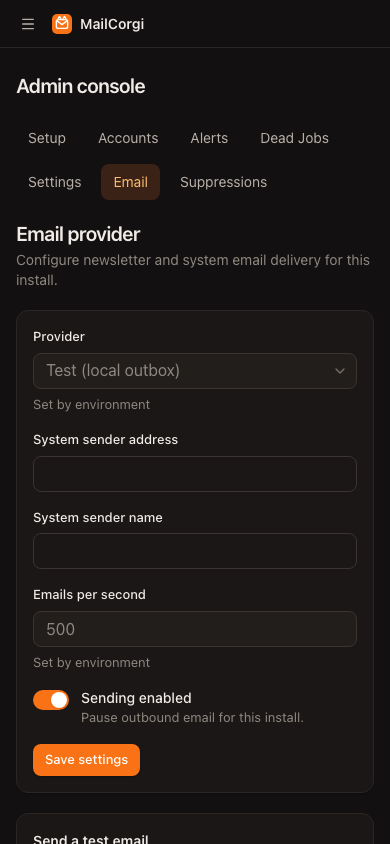 MailCorgi
Admin console
Setup Accounts Alerts Dead Jobs
Settings Email Suppressions
Email provider
Configure newsletter and system email delivery for this
install.
Provider
Test (local outbox)
Set by environment
System sender address
System sender name
Emails per second
500
Set by environment
Sending enabled
Pause outbound email for this install.
Save settings
Send a test email